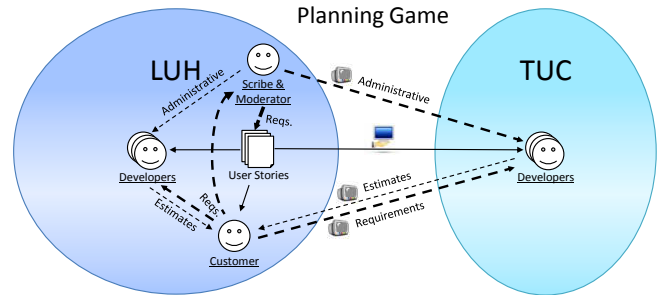 Planning Game
LUH
TUC
Administrative
Scribe &
Moderator
Administrative
Reqs.
Developers
User Stories
Developers
Estimates
Reqs.
Estimates
Requirements
Customer